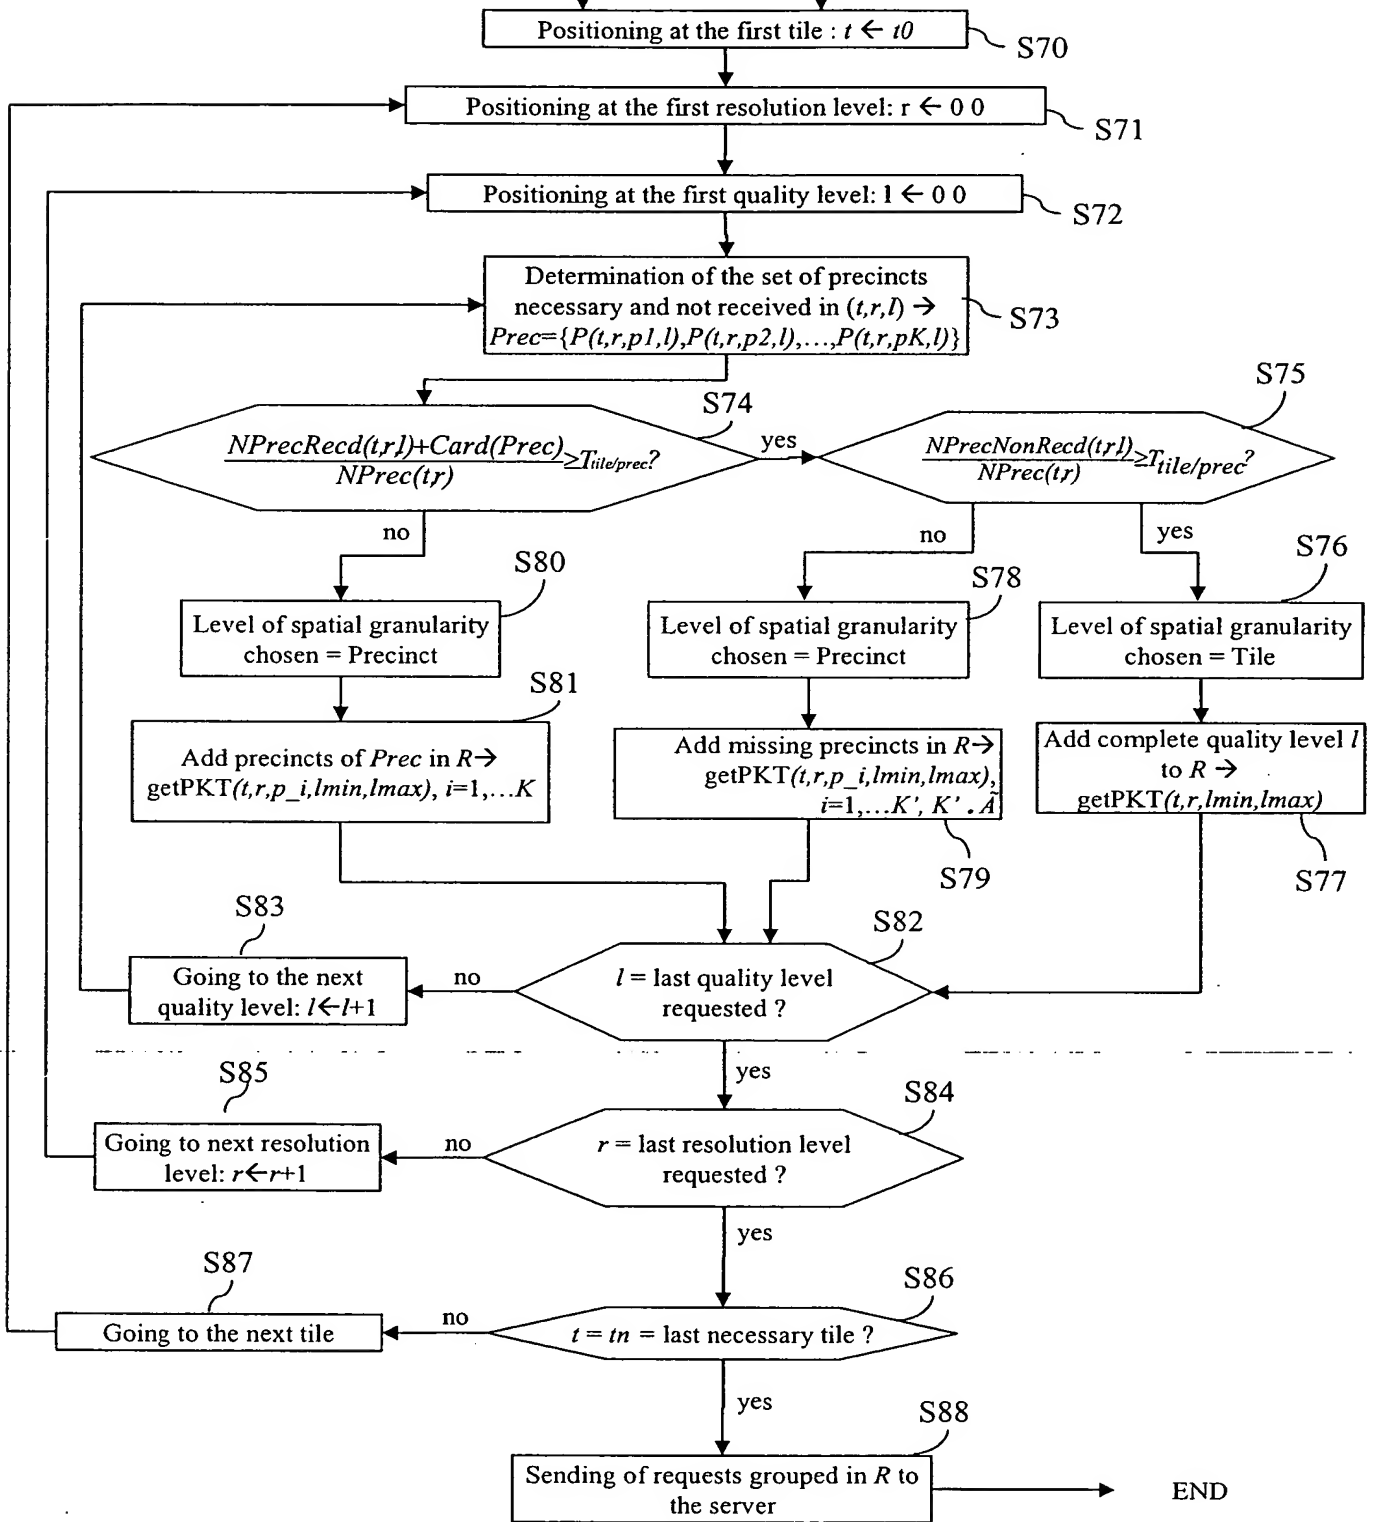 Positioning at the first tile : t ← t0
S70
Positioning at the first resolution level: r ← 0 0
S71
Positioning at the first quality level: l ← 0 0
S72
Determination of the set of precincts
necessary and not received in (t,r,l) →
Prec={P(t,r,p1,l),P(t,r,p2,l),...,P(t,r,pK,l)}
S73
S74
NPrecRecd(t,r,l)+Card(Prec)
NPrec(t,r)
≥Ttile/prec?
yes
S75
NPrecNonRecd(t,r,l)
NPrec(t,r)
≥Ttile/prec?
no
no
yes
S80
Level of spatial granularity
chosen = Precinct
S78
Level of spatial granularity
chosen = Precinct
S76
Level of spatial granularity
chosen = Tile
S81
Add precincts of Prec in R→
getPKT(t,r,p_i,lmin,lmax), i=1,...K
Add missing precincts in R→
getPKT(t,r,p_i,lmin,lmax),
i=1,...K', K' . Ã
S79
Add complete quality level l
to R →
getPKT(t,r,lmin,lmax)
S77
S83
Going to the next
quality level: l←l+1
no
S82
l = last quality level
requested ?
yes
S85
Going to next resolution
level: r←r+1
no
S84
r = last resolution level
requested ?
yes
S87
Going to the next tile
no
S86
t = tn = last necessary tile ?
yes
S88
Sending of requests grouped in R to
the server
END